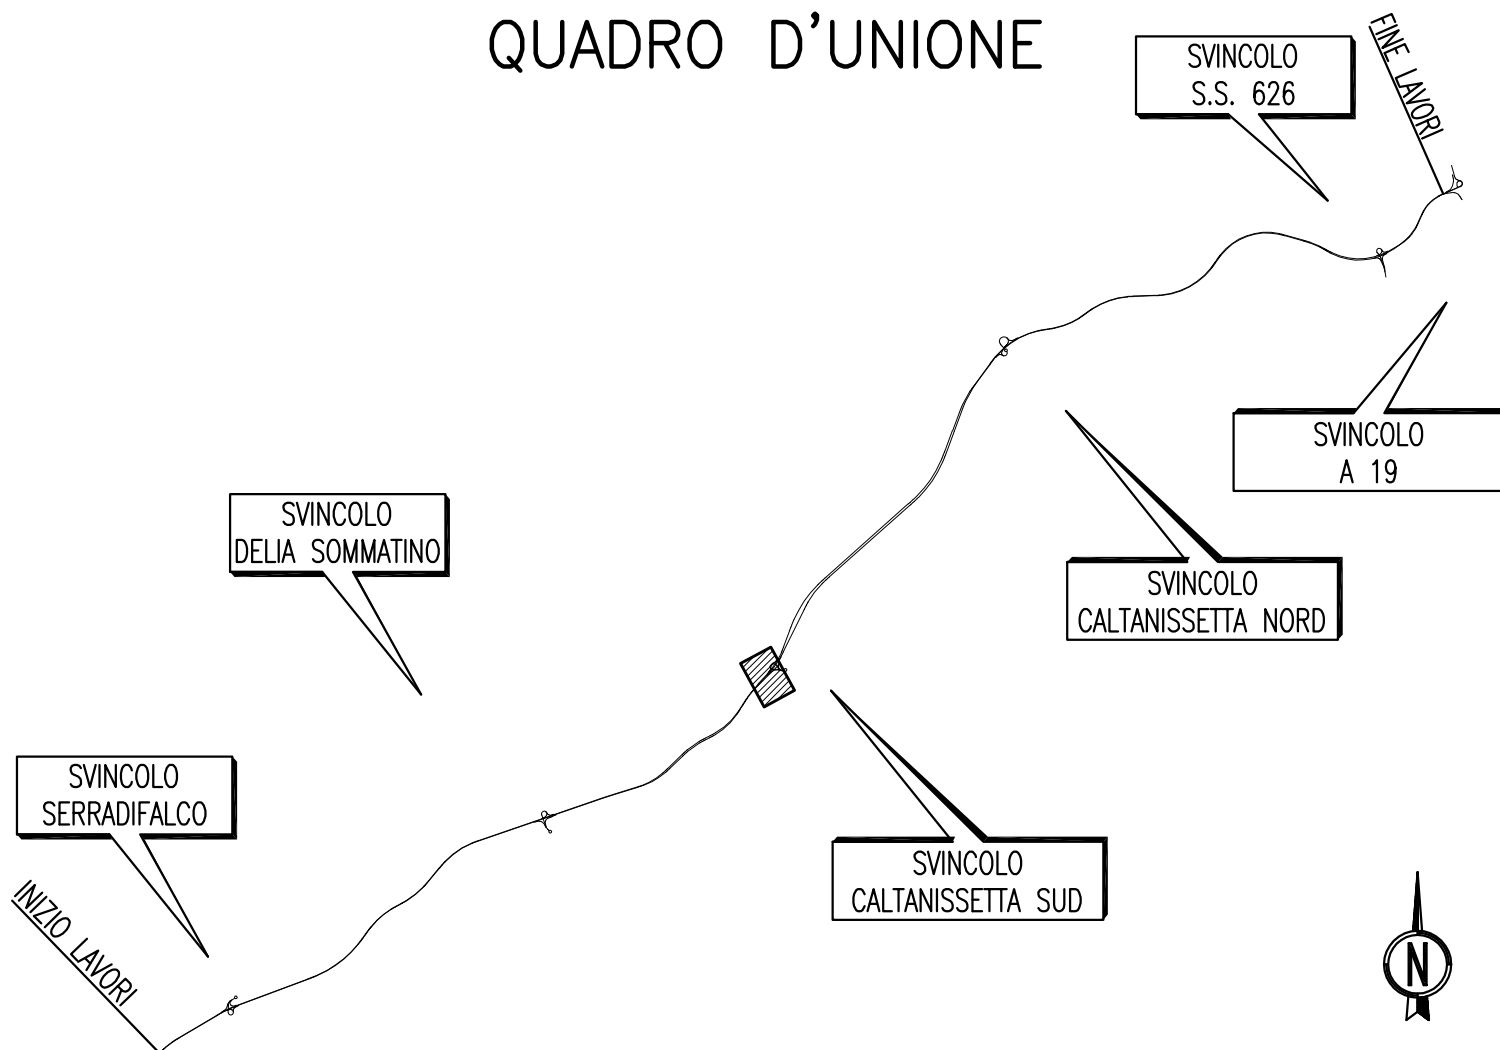 QUADRO D'UNIONE
SVINCOLO
S.S. 626
FINE LAVORI
SVINCOLO
A 19
SVINCOLO
DELIA SOMMATINO
SVINCOLO
CALTANISSETTA NORD
SVINCOLO
SERRADIFALCO
SVINCOLO
CALTANISSETTA SUD
INIZIO LAVORI
N